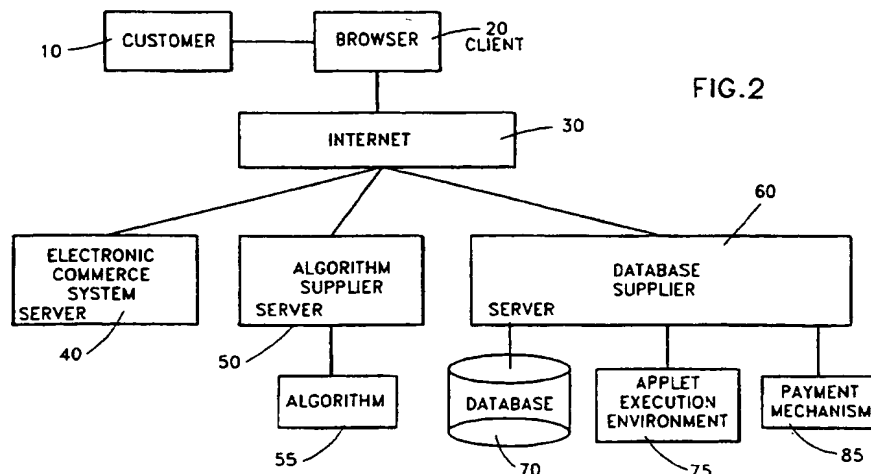 10
CUSTOMER
BROWSER
20
CLIENT
FIG.2
INTERNET
30
60
ELECTRONIC
COMMERCE
SYSTEM
SERVER
40
ALGORITHM
SUPPLIER
SERVER
50
DATABASE
SUPPLIER
SERVER
ALGORITHM
55
DATABASE
70
APPLET
EXECUTION
ENVIRONMENT
75
PAYMENT
MECHANISM
85